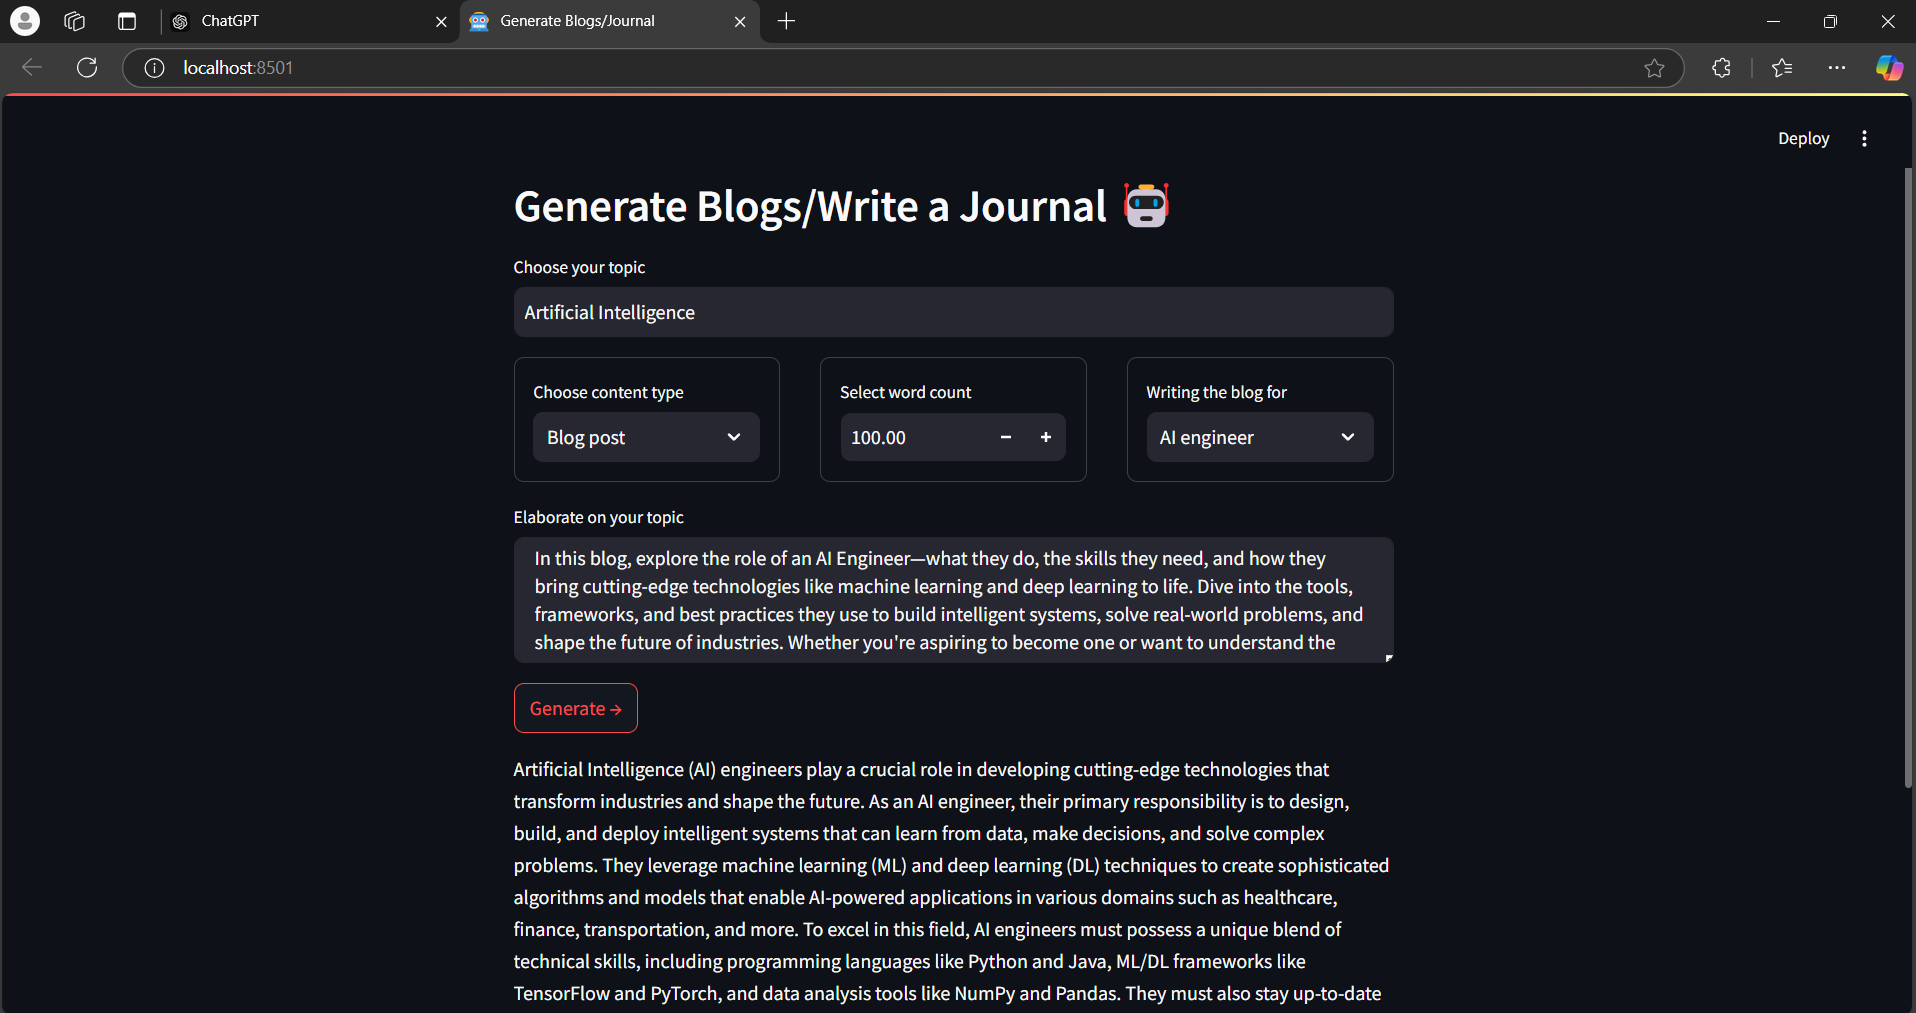 ChatGPT
Generate Blogs/Journal
localhost:8501
Deploy
Generate Blogs/Write a Journal
Choose your topic
Artificial Intelligence
Choose content type
Select word count
Writing the blog for
Blog post
100.00
AI engineer
Elaborate on your topic
In this blog, explore the role of an AI Engineer—what they do, the skills they need, and how they
bring cutting-edge technologies like machine learning and deep learning to life. Dive into the tools,
frameworks, and best practices they use to build intelligent systems, solve real-world problems, and
shape the future of industries. Whether you're aspiring to become one or want to understand the
Generate →
Artificial Intelligence (AI) engineers play a crucial role in developing cutting-edge technologies that
transform industries and shape the future. As an AI engineer, their primary responsibility is to design,
build, and deploy intelligent systems that can learn from data, make decisions, and solve complex
problems. They leverage machine learning (ML) and deep learning (DL) techniques to create sophisticated
algorithms and models that enable AI-powered applications in various domains such as healthcare,
finance, transportation, and more. To excel in this field, AI engineers must possess a unique blend of
technical skills, including programming languages like Python and Java, ML/DL frameworks like
TensorFlow and PyTorch, and data analysis tools like NumPy and Pandas. They must also stay up-to-date